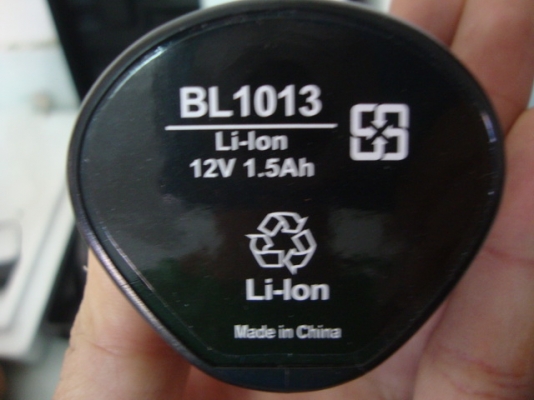 BL1013
Li-Ion
12V 1.5Ah
Li-Ion
Made in China